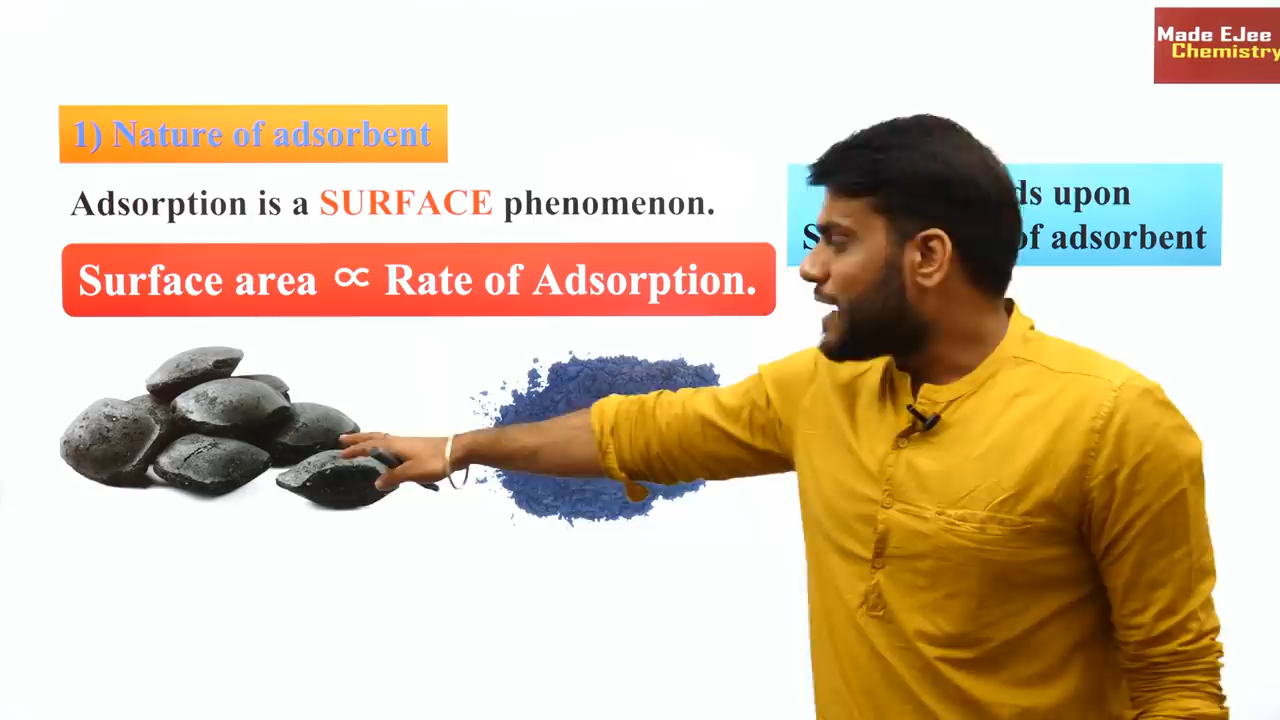 Made EJee
Chemistry
1) Nature of adsorbent
Adsorption is a SURFACE phenomenon.
Surface area ∝ Rate of Adsorption.
upon
of adsorbent